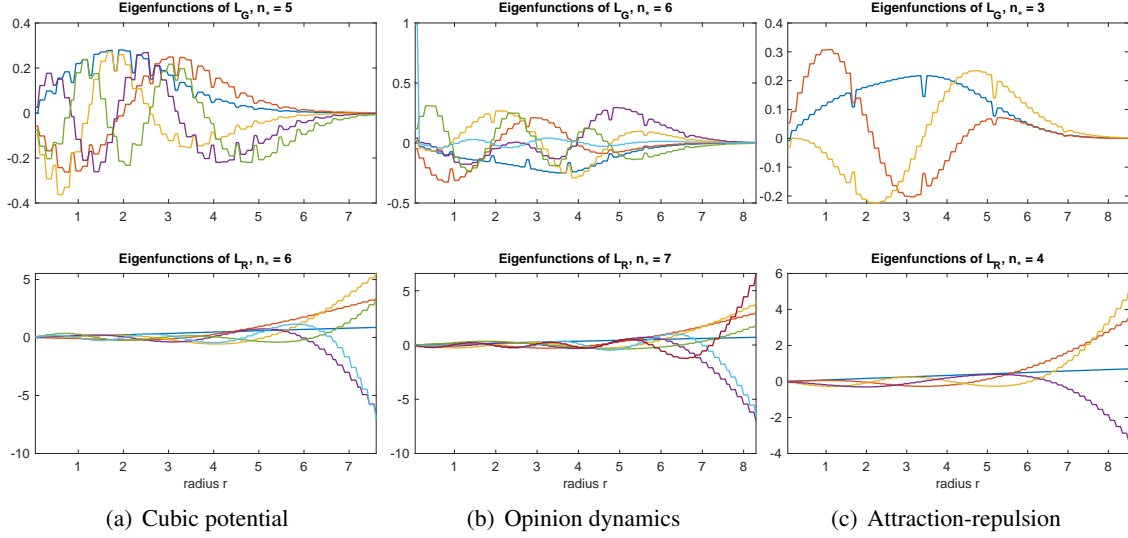 Eigenfunctions of L_G, n_* = 5
0.4
0.2
0
-0.2
-0.4
1 2 3 4 5 6 7
Eigenfunctions of L_G, n_* = 6
1
0.5
0
-0.5
1 2 3 4 5 6 7 8
Eigenfunctions of L_G, n_* = 3
0.4
0.3
0.2
0.1
0
-0.1
-0.2
1 2 3 4 5 6 7 8
Eigenfunctions of L_R, n_* = 6
5
0
-5
-10
1 2 3 4 5 6 7
radius r
Eigenfunctions of L_R, n_* = 7
5
0
-5
-10
1 2 3 4 5 6 7 8
radius r
Eigenfunctions of L_R, n_* = 4
6
4
2
0
-2
-4
1 2 3 4 5 6 7 8
radius r
(a) Cubic potential
(b) Opinion dynamics
(c) Attraction-repulsion